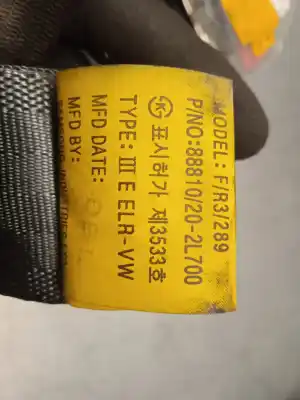 MODEL: F/R3/289
P/NO: 88810/20-2L700
표시허가 제3533호
TYPE: III E ELR-VW
MFD DATE:
MFD BY: